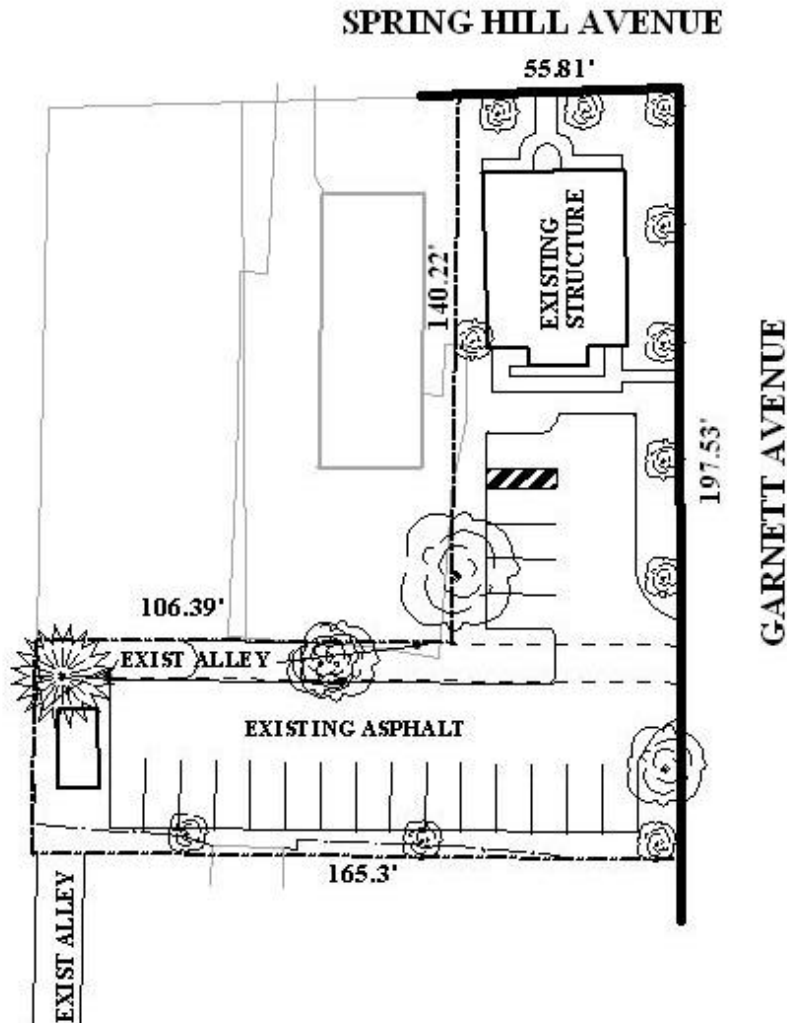 SPRING HILL AVENUE
55.81'
EXISTING
STRUCTURE
140.22'
GARNETT AVENUE
197.53'
106.39'
EXIST ALLEY
EXISTING ASPHALT
165.3'
EXIST ALLEY